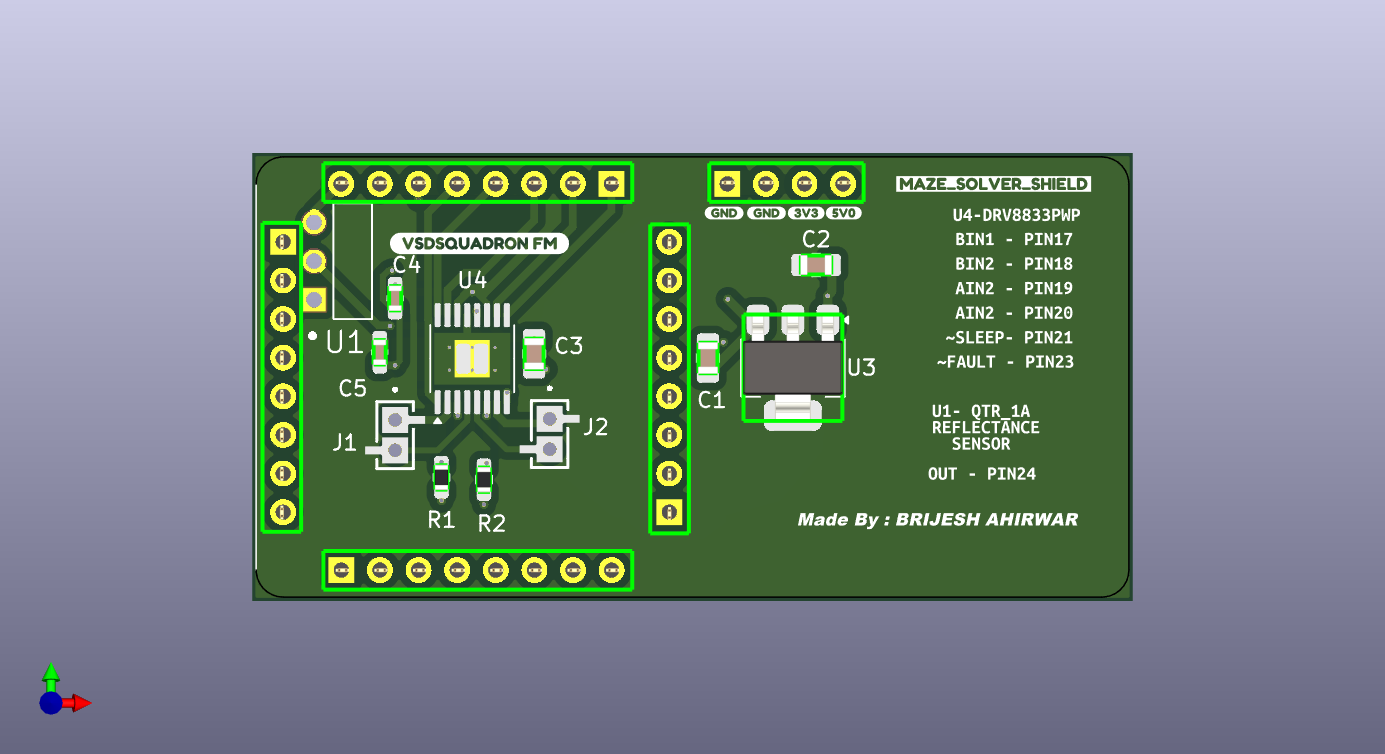 MAZE_SOLVER_SHIELD
GND GND 3V3 5V0
U4-DRV8833PWP
BIN1 - PIN17
BIN2 - PIN18
AIN2 - PIN19
AIN2 - PIN20
~SLEEP- PIN21
~FAULT - PIN23
VSDSQUADRON FM
C4
U4
C2
U1
C5
C3
C1
U3
J1
J2
R1
R2
U1- QTR_1A
REFLECTANCE
SENSOR
OUT - PIN24
Made By : BRIJESH AHIRWAR